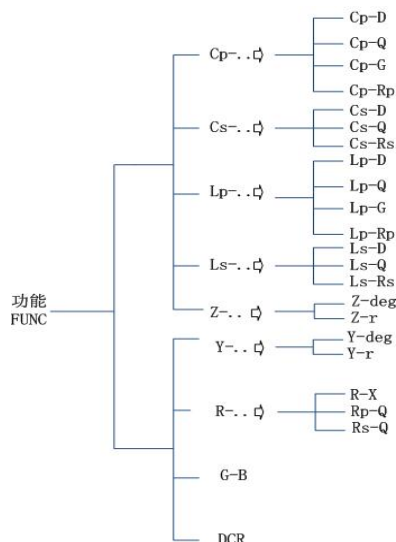 功能
FUNC
Cp-..
Cp-D
Cp-Q
Cp-G
Cp-Rp
Cs-..
Cs-D
Cs-Q
Cs-Rs
Lp-..
Lp-D
Lp-Q
Lp-G
Lp-Rp
Ls-..
Ls-D
Ls-Q
Ls-Rs
Z-..
Z-deg
Z-r
Y-..
Y-deg
Y-r
R-..
R-X
Rp-Q
Rs-Q
G-B
DCR